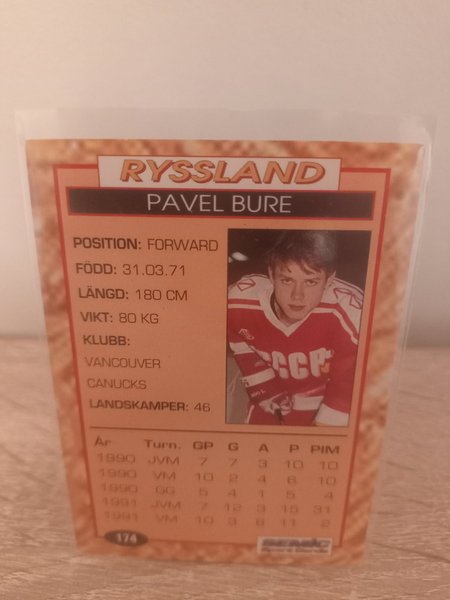 RYSSLAND
PAVEL BURE
POSITION: FORWARD
FÖDD: 31.03.71
LÄNGD: 180 CM
VIKT: 80 KG
KLUBB:
VANCOUVER
CANUCKS
LANDSKAMPER: 46
CCCP
År Turn. GP G A P PIM
1990 JVM 7 7 3 10 10
1990 VM 10 2 4 6 10
1990 GG 5 4 1 5 4
1991 JVM 7 12 3 15 31
1991 VM 10 3 8 11 2
174
SEMIC